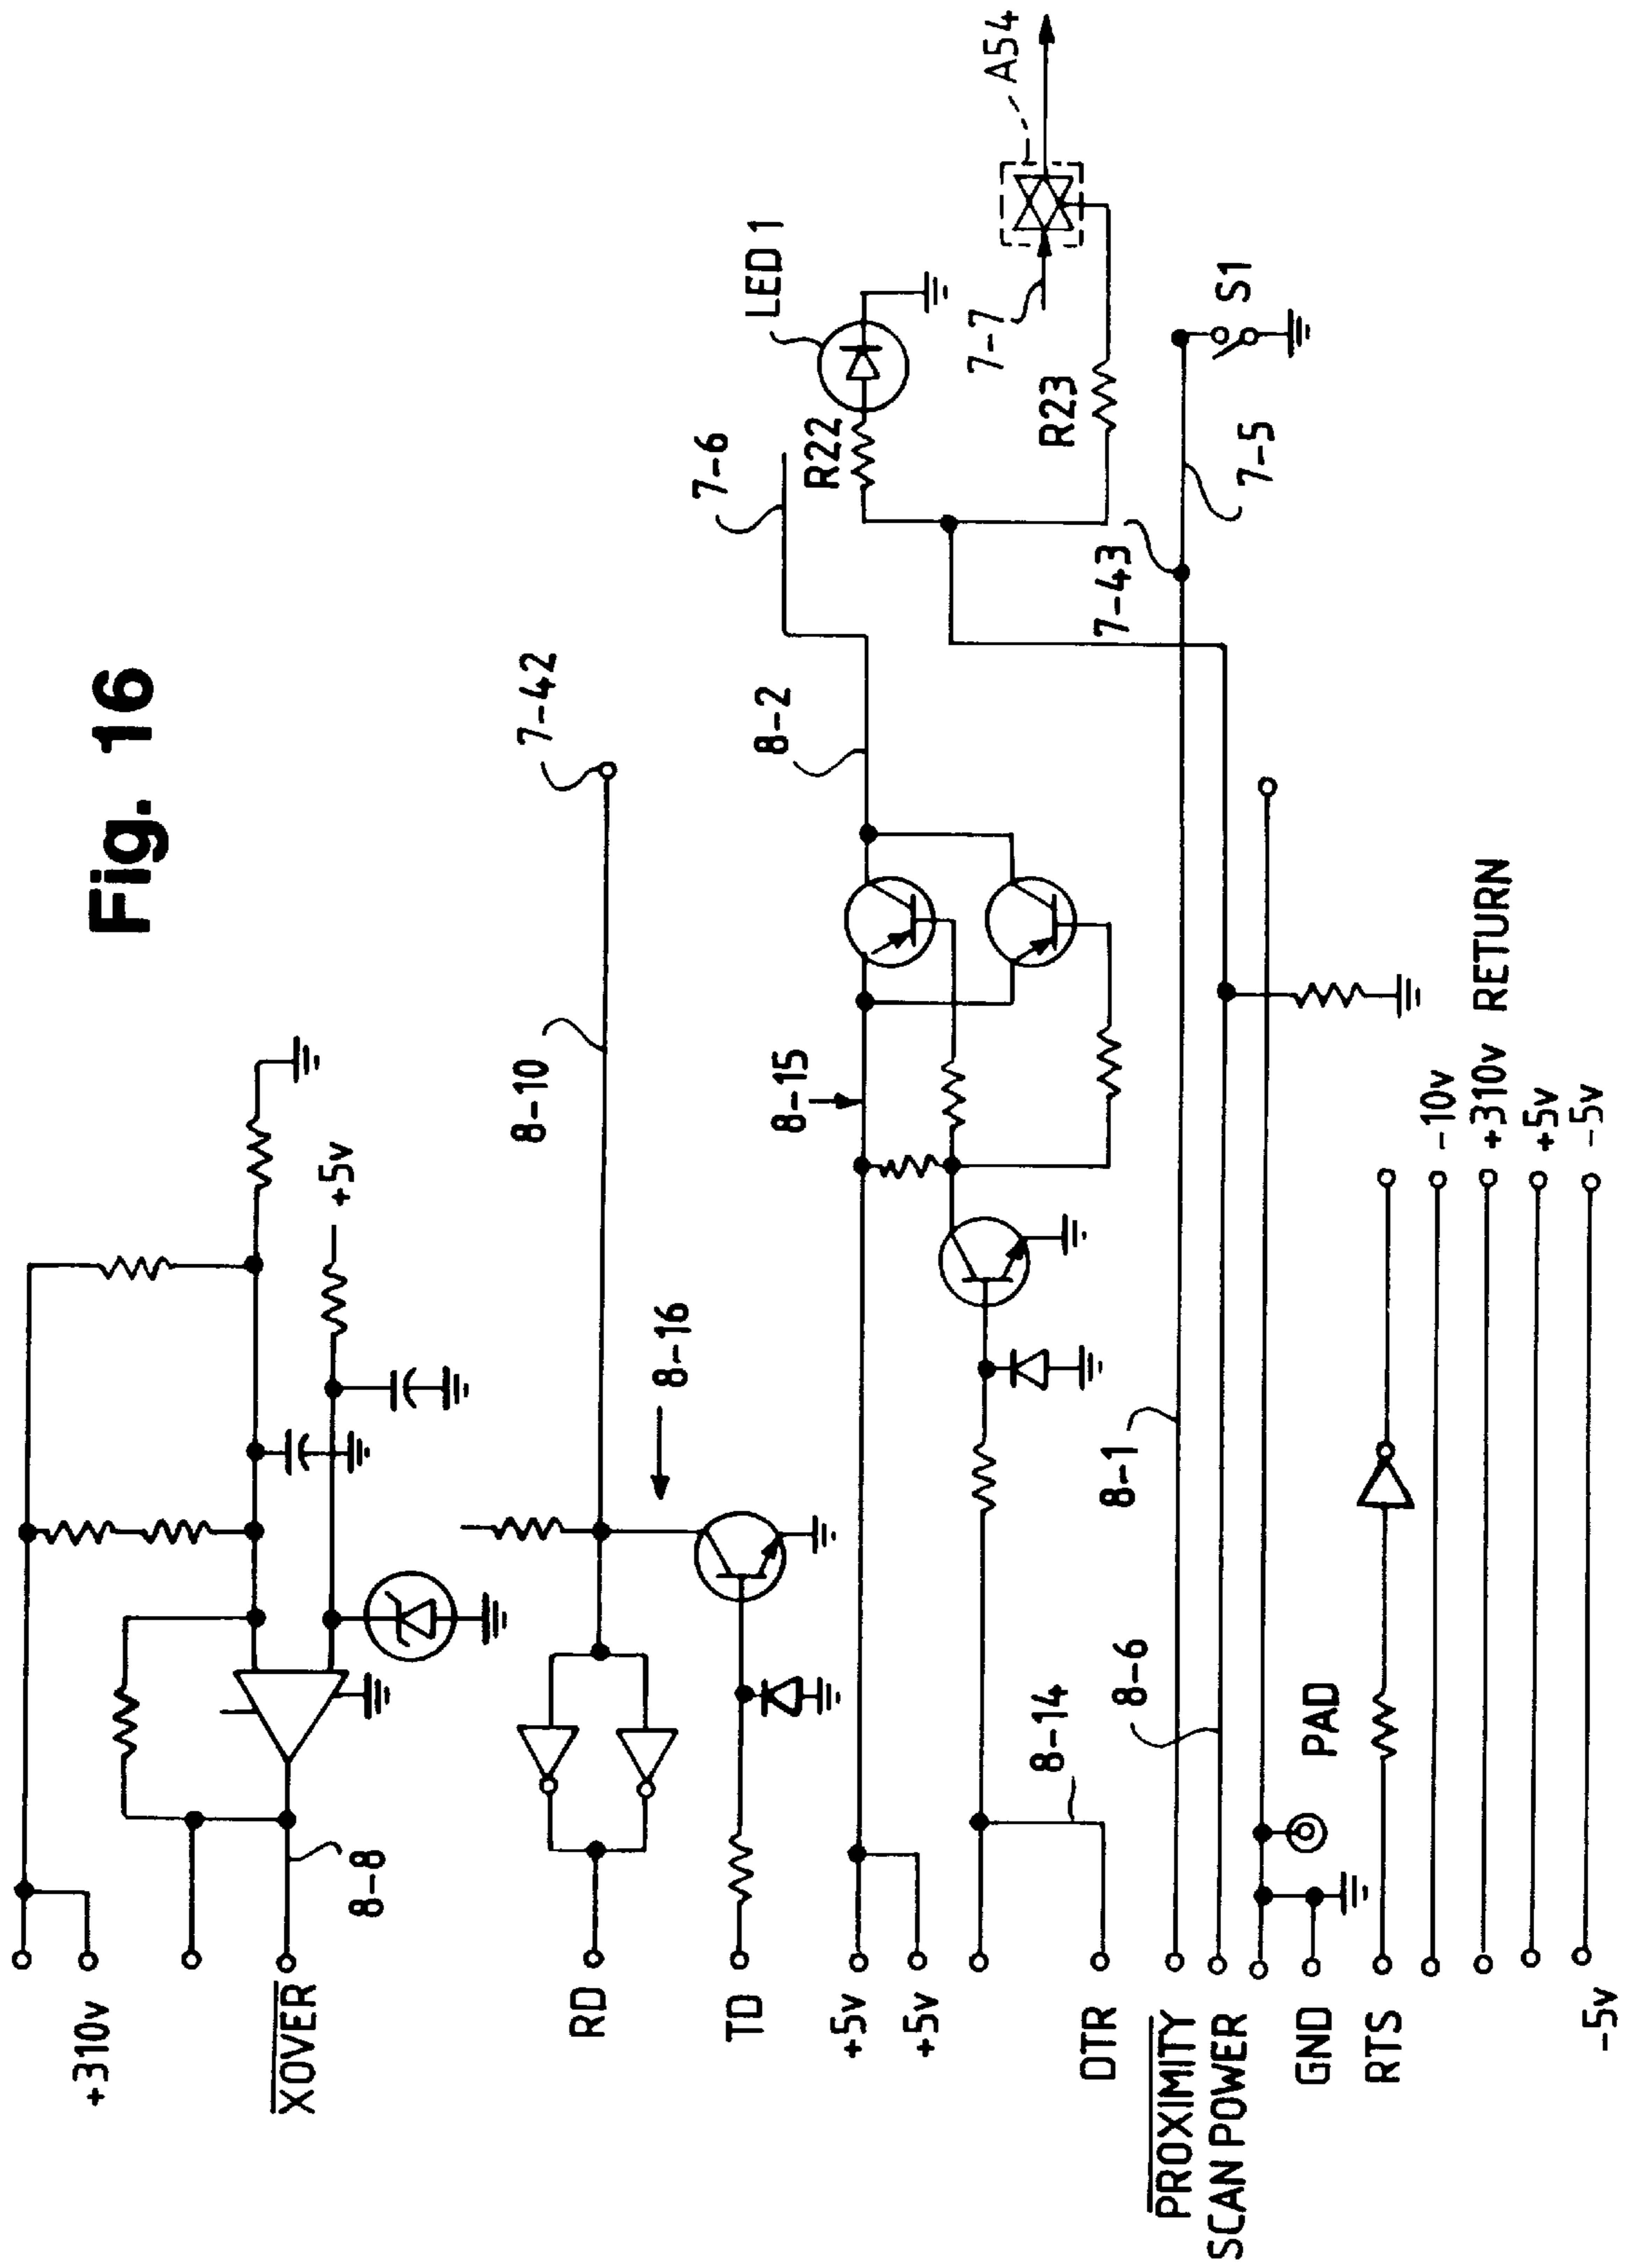 Fig. 16
+310v
XOVER
8-8
+5v
RD
8-10
7-42
8-16
TD
+5v
+5v
8-15
8-2
7-6
LED 1
R22
7-7
A54
R23
DTR
8-14
PROXIMITY
8-1
7-43
7-5
S1
SCAN POWER
8-6
PAD
GND
RTS
-10v
+310v RETURN
+5v
-5v
-5v